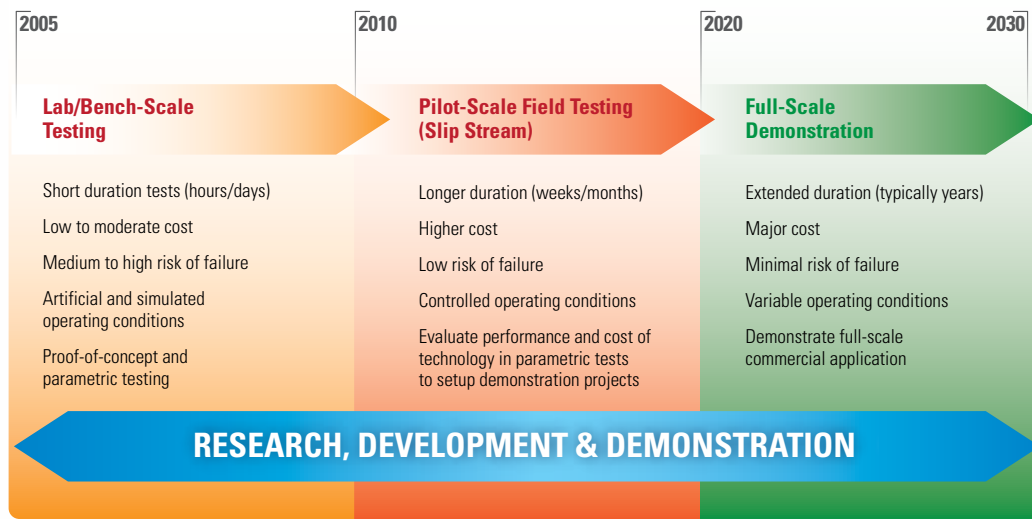 2005
2010
2020
2030
Lab/Bench-Scale
Testing
Short duration tests (hours/days)
Low to moderate cost
Medium to high risk of failure
Artificial and simulated
operating conditions
Proof-of-concept and
parametric testing
Pilot-Scale Field Testing
(Slip Stream)
Longer duration (weeks/months)
Higher cost
Low risk of failure
Controlled operating conditions
Evaluate performance and cost of
technology in parametric tests
to setup demonstration projects
Full-Scale
Demonstration
Extended duration (typically years)
Major cost
Minimal risk of failure
Variable operating conditions
Demonstrate full-scale
commercial application
RESEARCH, DEVELOPMENT & DEMONSTRATION